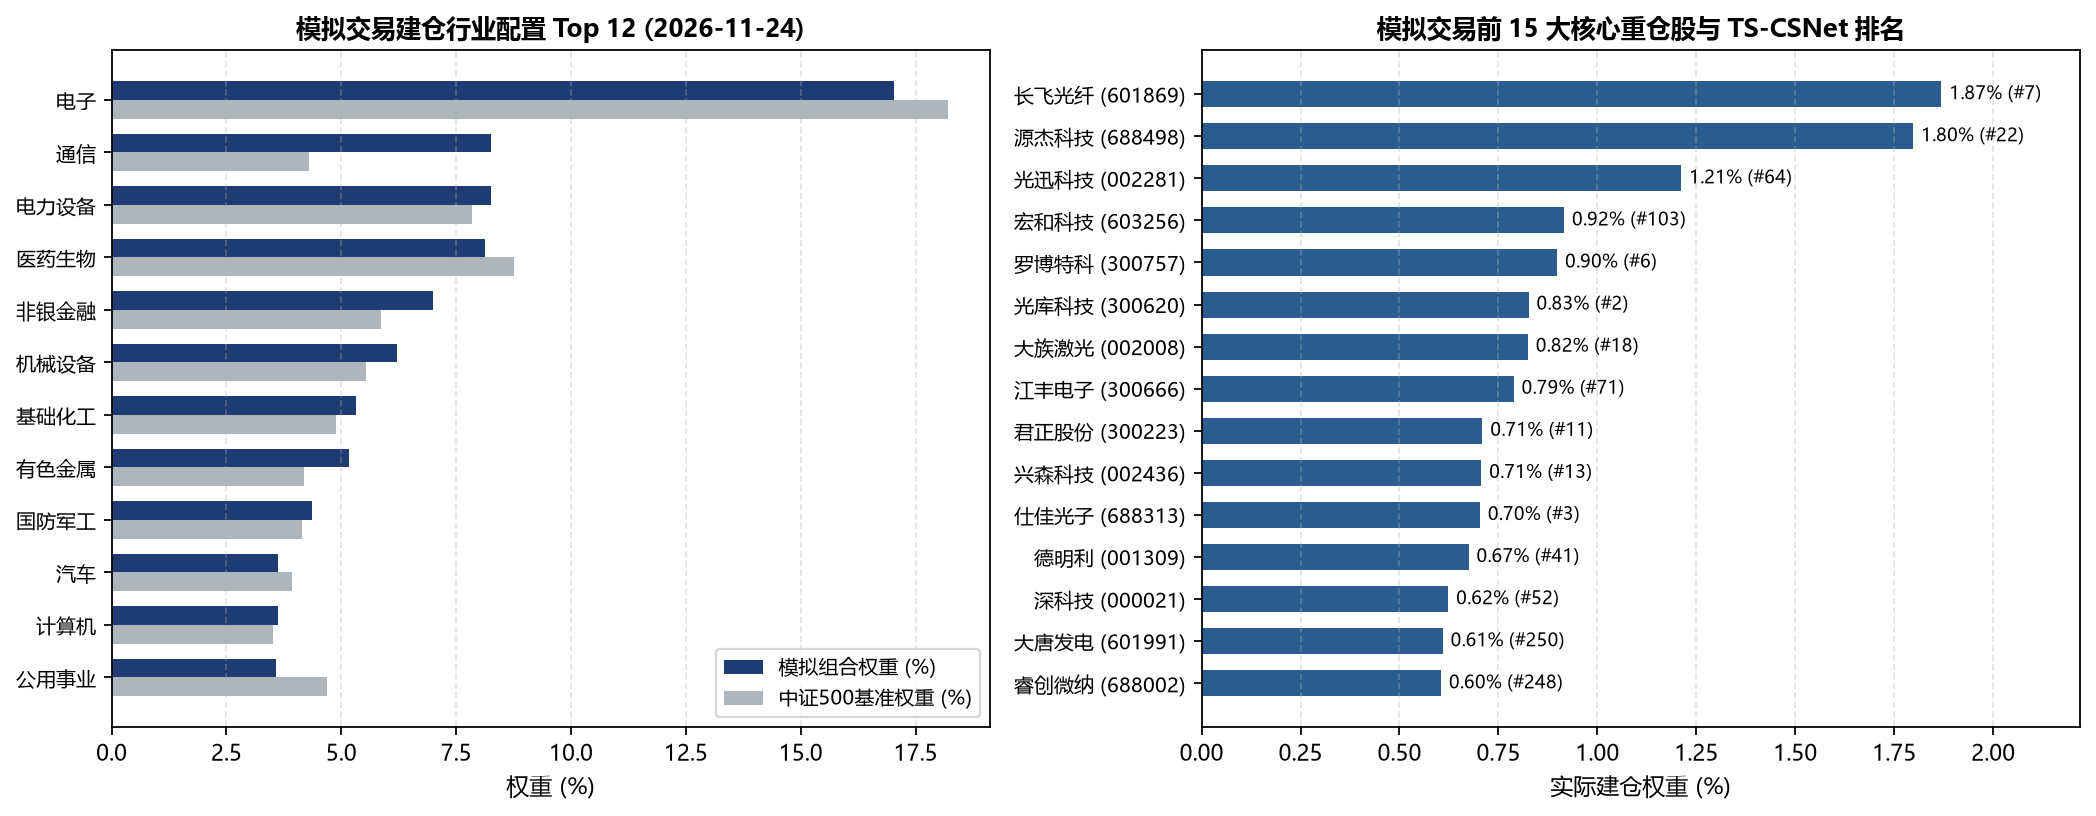 模拟交易建仓行业配置 Top 12 (2026-11-24)
电子
通信
电力设备
医药生物
非银金融
机械设备
基础化工
有色金属
国防军工
汽车
计算机
公用事业
模拟组合权重 (%)
中证500基准权重 (%)
0.0 2.5 5.0 7.5 10.0 12.5 15.0 17.5
权重 (%)
模拟交易前 15 大核心重仓股与 TS-CSNet 排名
长飞光纤 (601869) 1.87% (#7)
源杰科技 (688498) 1.80% (#22)
光迅科技 (002281) 1.21% (#64)
宏和科技 (603256) 0.92% (#103)
罗博特科 (300757) 0.90% (#6)
光库科技 (300620) 0.83% (#2)
大族激光 (002008) 0.82% (#18)
江丰电子 (300666) 0.79% (#71)
君正股份 (300223) 0.71% (#11)
兴森科技 (002436) 0.71% (#13)
仕佳光子 (688313) 0.70% (#3)
德明利 (001309) 0.67% (#41)
深科技 (000021) 0.62% (#52)
大唐发电 (601991) 0.61% (#250)
睿创微纳 (688002) 0.60% (#248)
0.00 0.25 0.50 0.75 1.00 1.25 1.50 1.75 2.00
实际建仓权重 (%)